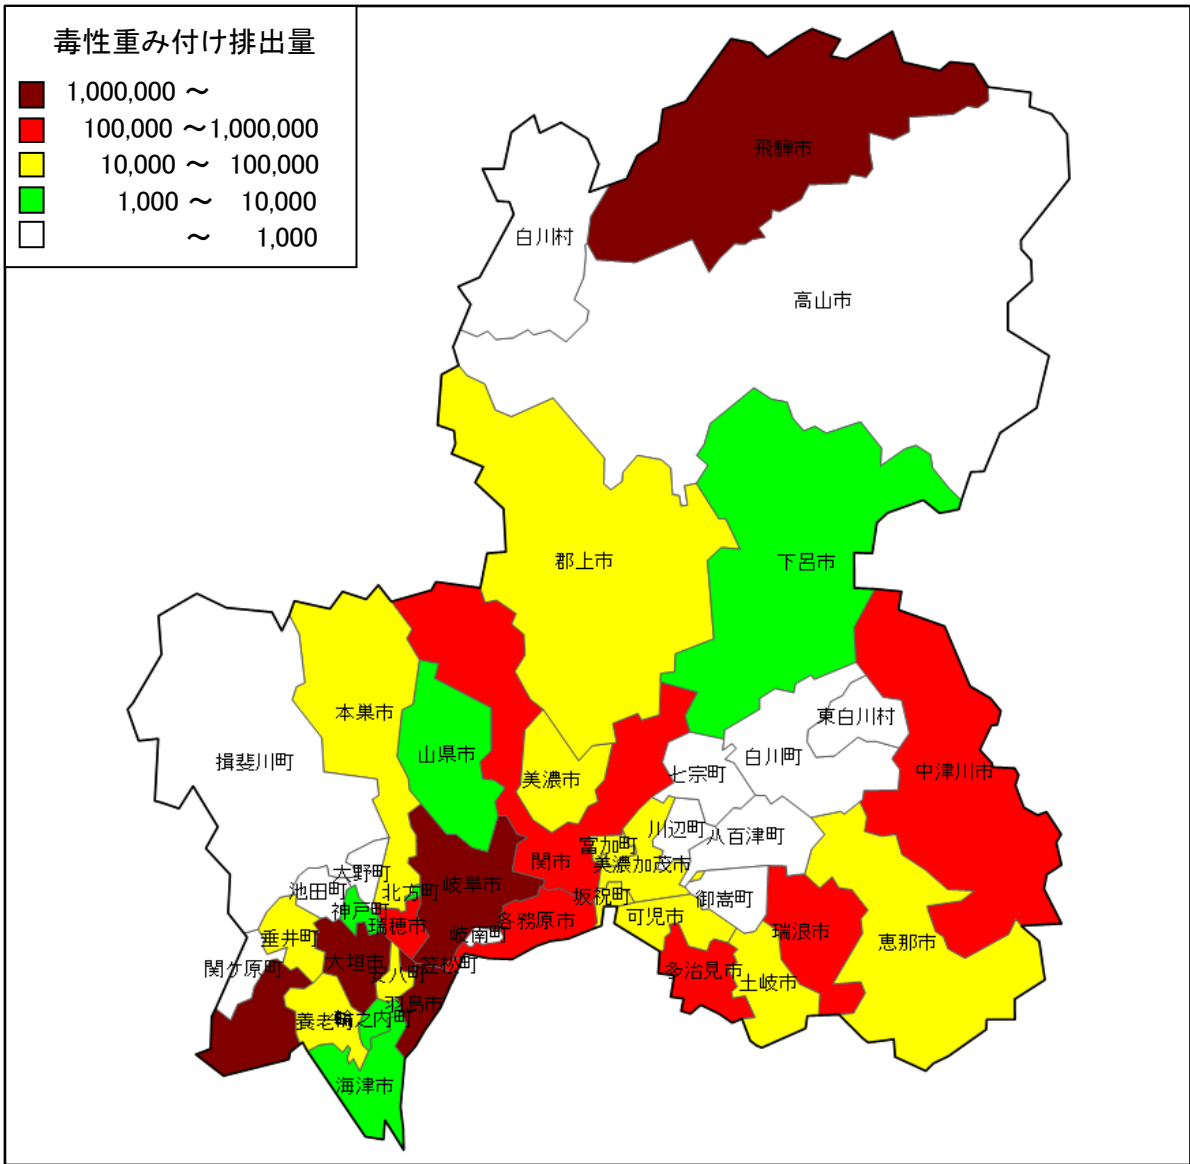 毒性重み付け排出量
1,000,000 ～
100,000 ～1,000,000
10,000 ～ 100,000
1,000 ～ 10,000
～ 1,000
飛騨市
白川村
高山市
郡上市
下呂市
本巣市
東白川村
山県市
白川町
揖斐川町
中津川市
七宗町
美濃市
川辺町
八百津町
富加町
関市
美濃加茂市
大野町
岐阜市
池田町
北方町
坂祝町
御嵩町
神戸町
可児市
各務原市
瑞穂市
瑞浪市
岐南町
垂井町
恵那市
大垣市
笠松町
関ケ原町
多治見市
安八町
土岐市
羽島市
養老町
輪之内町
海津市